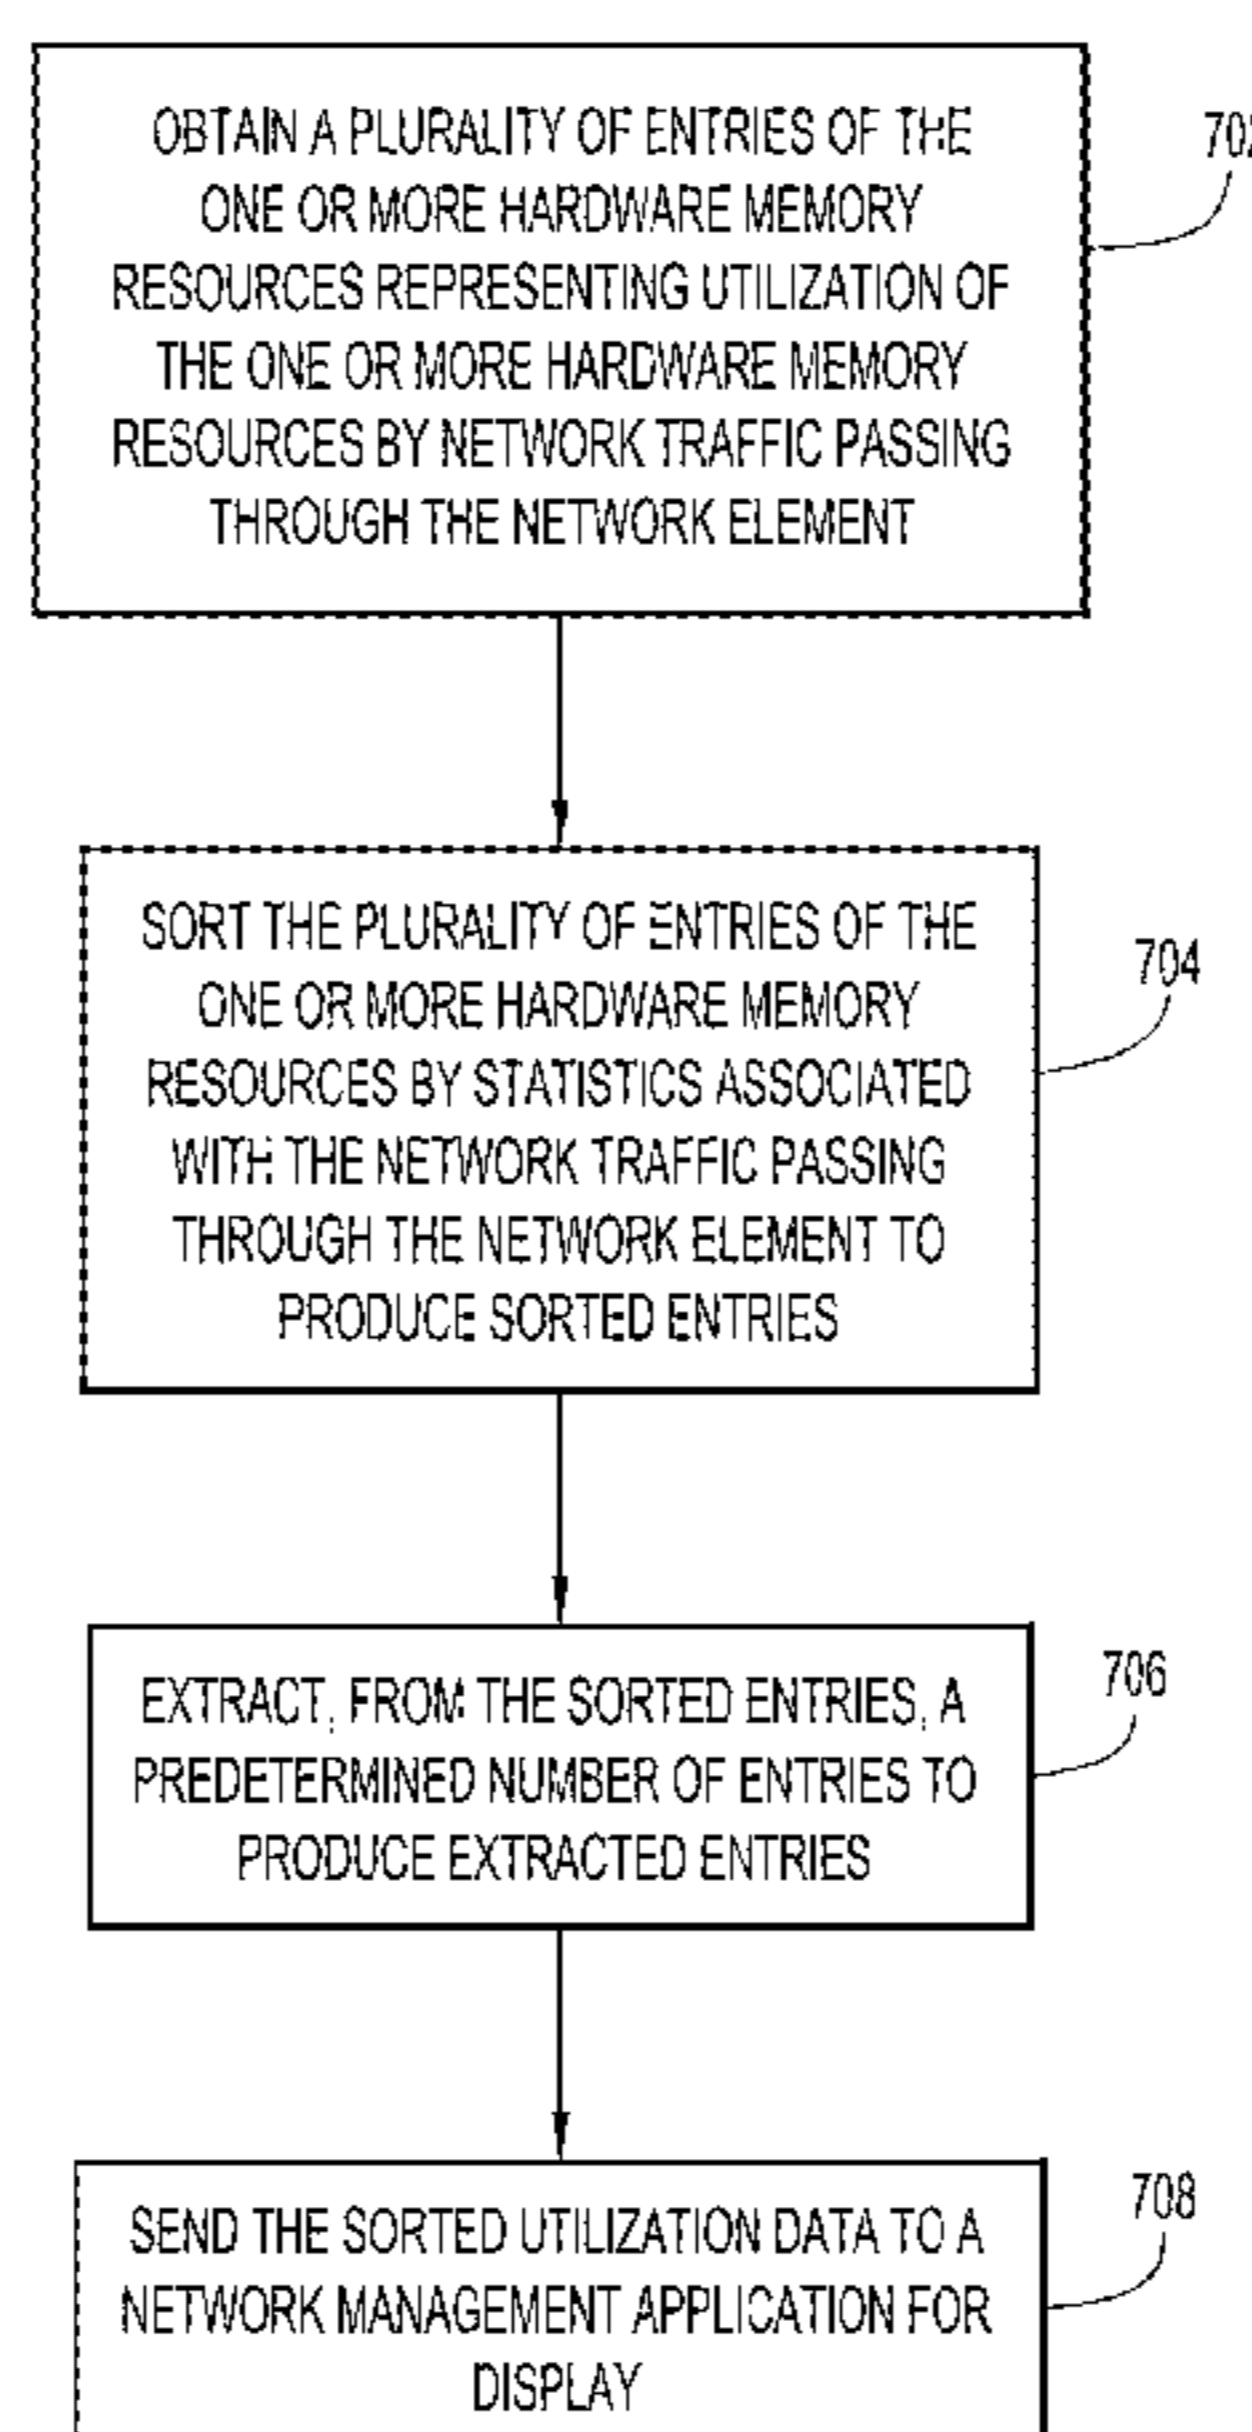 OBTAIN A PLURALITY OF ENTRIES OF THE
ONE OR MORE HARDWARE MEMORY
RESOURCES REPRESENTING UTILIZATION OF
THE ONE OR MORE HARDWARE MEMORY
RESOURCES BY NETWORK TRAFFIC PASSING
THROUGH THE NETWORK ELEMENT
702
SORT THE PLURALITY OF ENTRIES OF THE
ONE OR MORE HARDWARE MEMORY
RESOURCES BY STATISTICS ASSOCIATED
WITH THE NETWORK TRAFFIC PASSING
THROUGH THE NETWORK ELEMENT TO
PRODUCE SORTED ENTRIES
704
EXTRACT, FROM THE SORTED ENTRIES, A
PREDETERMINED NUMBER OF ENTRIES TO
PRODUCE EXTRACTED ENTRIES
706
SEND THE SORTED UTILIZATION DATA TO A
NETWORK MANAGEMENT APPLICATION FOR
DISPLAY
708